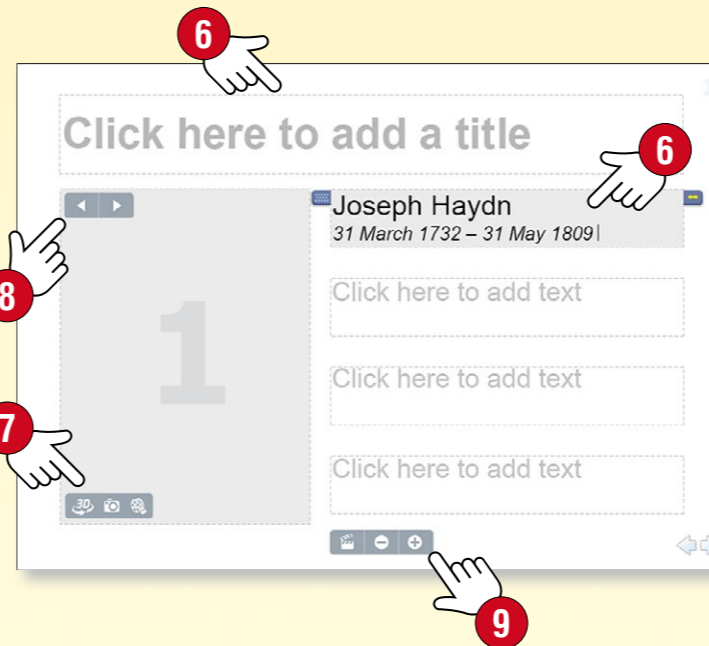 6
Click here to add a title
6
Joseph Haydn
31 March 1732 – 31 May 1809
8
Click here to add text
1
Click here to add text
7
Click here to add text
3D
9